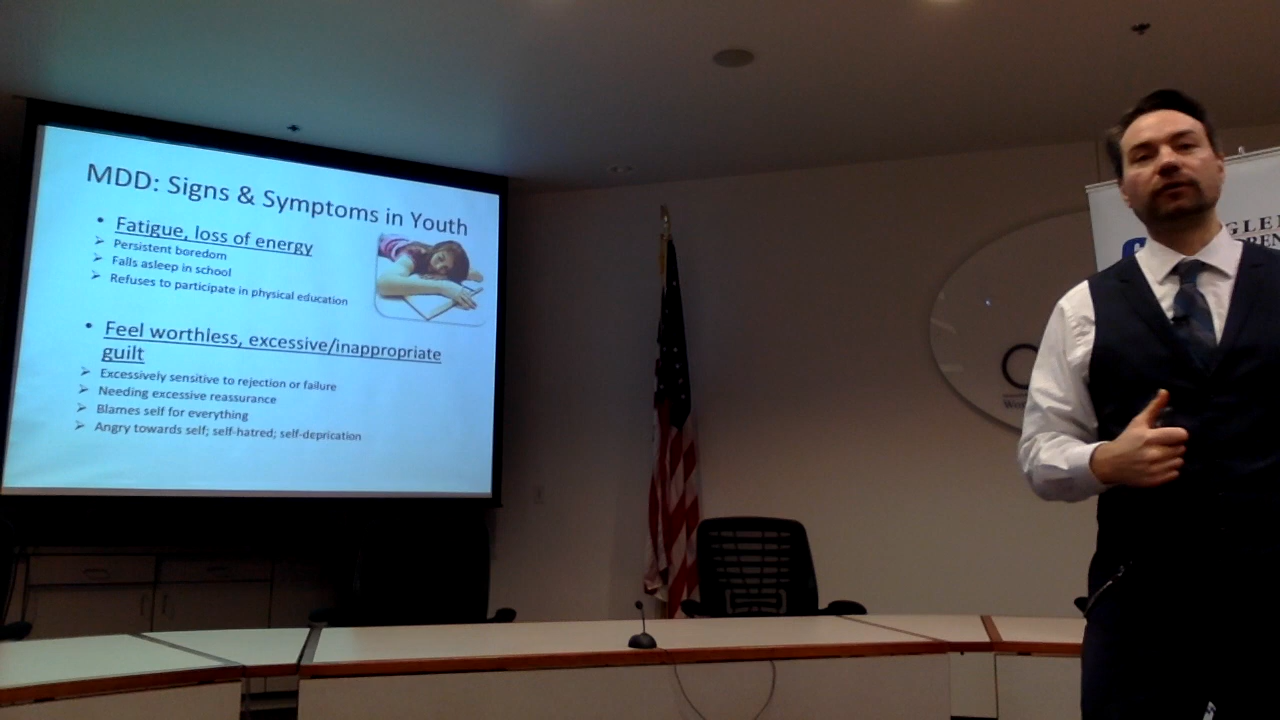 MDD: Signs & Symptoms in Youth
• Fatigue, loss of energy
➢ Persistent boredom
➢ Falls asleep in school
➢ Refuses to participate in physical education
• Feel worthless, excessive/inappropriate
guilt
➢ Excessively sensitive to rejection or failure
➢ Needing excessive reassurance
➢ Blames self for everything
➢ Angry towards self; self-hatred; self-deprication